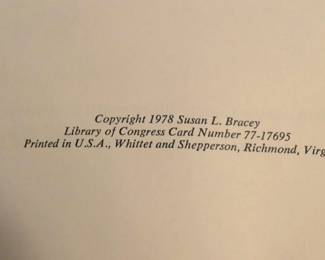 Copyright 1978 Susan L. Bracey
Library of Congress Card Number 77-17695
Printed in U.S.A., Whittet and Shepperson, Richmond, Virg